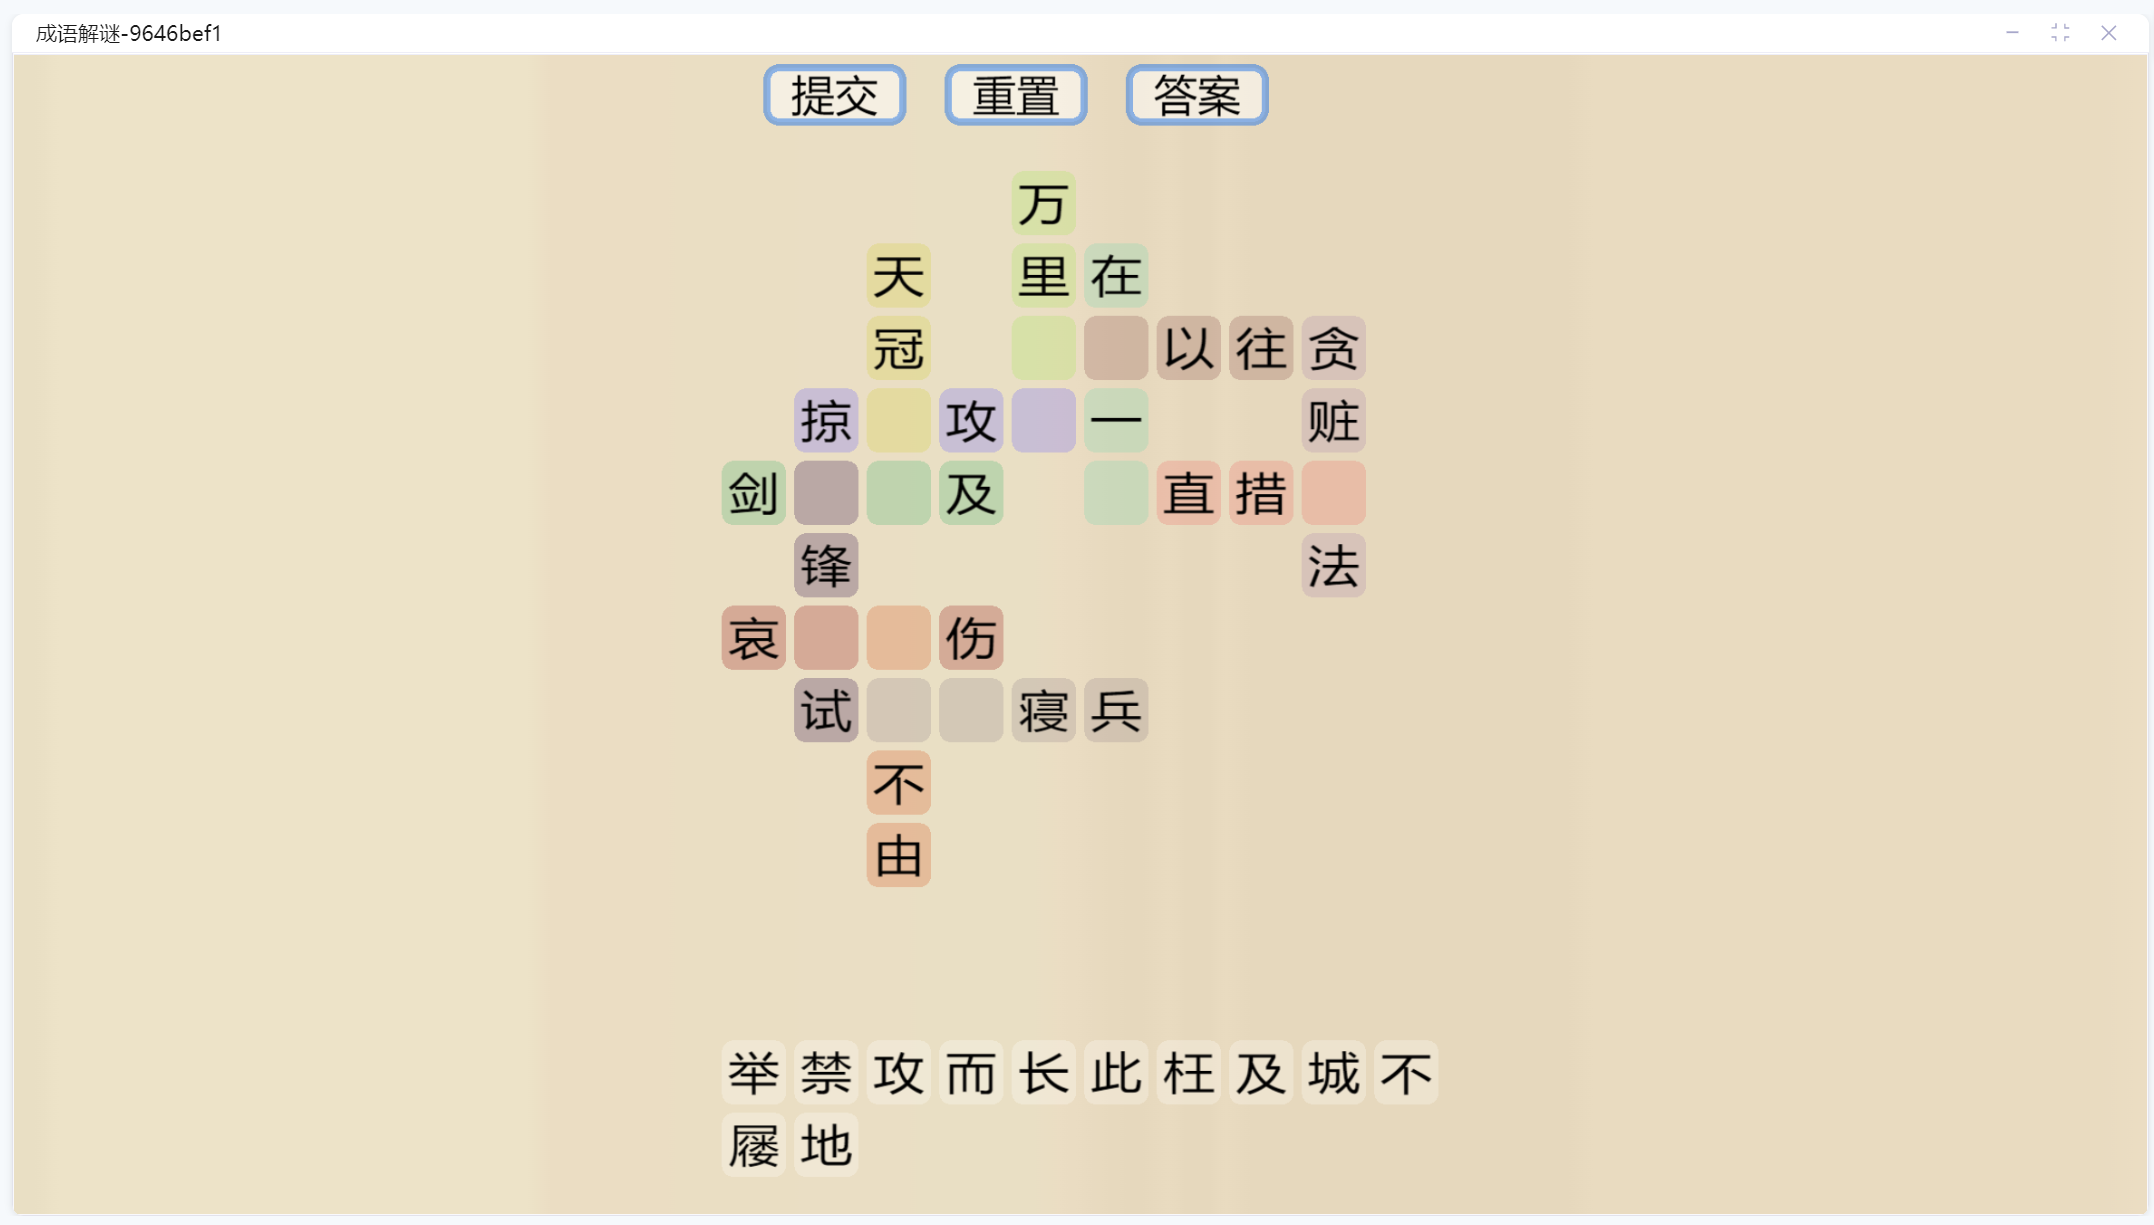 成语解谜-9646bef1
提交 重置 答案
万
天 里 在
冠 以 往 贪
掠 攻 一 赃
剑 及 直 措
锋 法
哀 伤
试 寝 兵
不
由
举 禁 攻 而 长 此 枉 及 城 不
屦 地